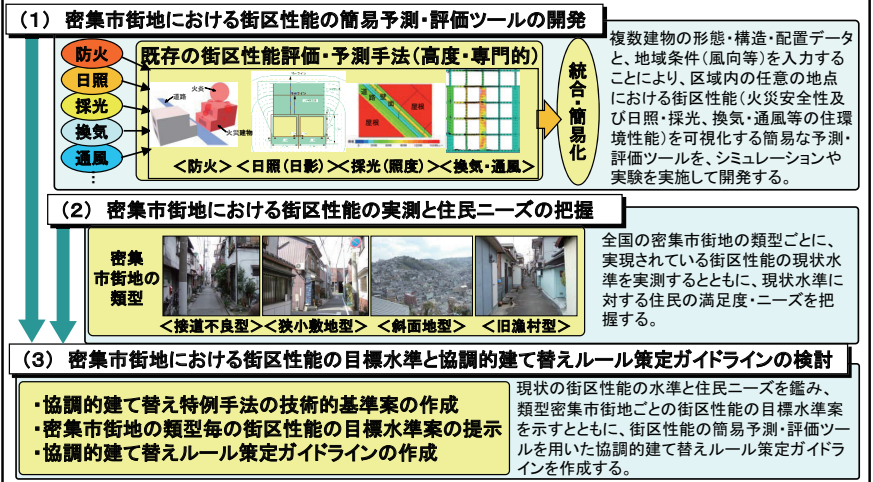 (1) 密集市街地における街区性能の簡易予測・評価ツールの開発
防火
日照
採光
換気
通風
⋮
既存の街区性能評価・予測手法(高度・専門的)
道路
火炎
火災建物
道路
壁面
屋根
屋根
＜防火＞＜日照(日影)＞＜採光(照度)＞＜換気・通風＞
統合・簡易化
複数建物の形態・構造・配置データ
と、地域条件(風向等)を入力する
ことにより、区域内の任意の地点
における街区性能(火災安全性及
び日照・採光、換気・通風等の住環
境性能)を可視化する簡易な予測・
評価ツールを、シミュレーションや
実験を実施して開発する。
(2) 密集市街地における街区性能の実測と住民ニーズの把握
密集
市街地の
類型
＜接道不良型＞＜狭小敷地型＞＜斜面地型＞＜旧漁村型＞
全国の密集市街地の類型ごとに、
実現されている街区性能の現状水
準を実測するとともに、現状水準に
対する住民の満足度・ニーズを把
握する。
(3) 密集市街地における街区性能の目標水準と協調的建て替えルール策定ガイドラインの検討
・協調的建て替え特例手法の技術的基準案の作成
・密集市街地の類型毎の街区性能の目標水準案の提示
・協調的建て替えルール策定ガイドラインの作成
現状の街区性能の水準と住民ニーズを鑑み、
類型密集市街地ごとの街区性能の目標水準案
を示すとともに、街区性能の簡易予測・評価ツー
ルを用いた協調的建て替えルール策定ガイドラ
インを作成する。